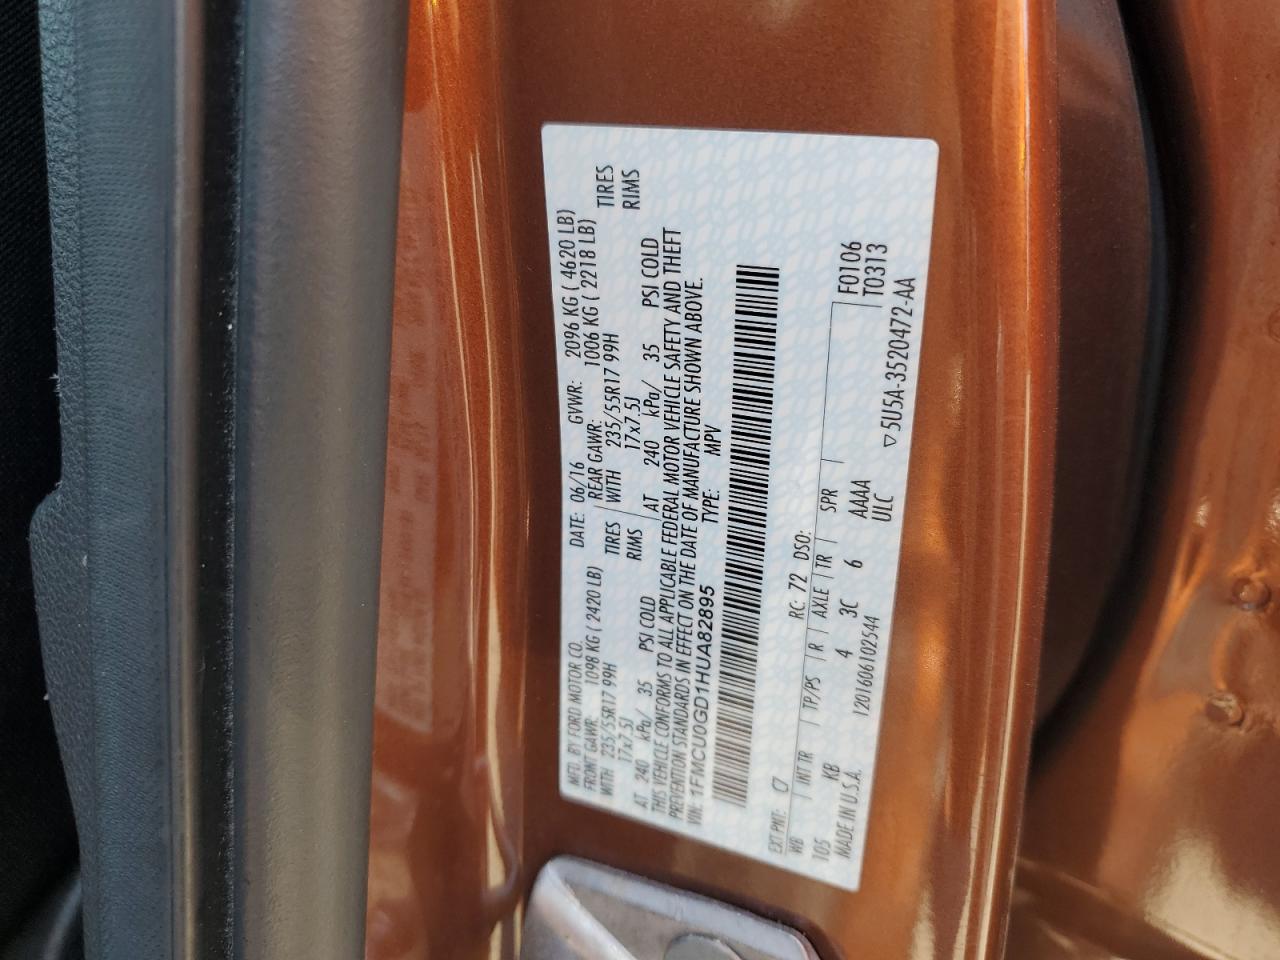 MFD. BY FORD MOTOR CO. DATE: 06/16 GVWR: 2096 KG ( 4620 LB)
FRONT GAWR: 1098 KG ( 2420 LB) REAR GAWR: 1006 KG ( 2218 LB)
WITH 235/55R17 99H TIRES WITH 235/55R17 99H TIRES
17x7.5J RIMS 17x7.5J RIMS
AT 240 kPa/ 35 PSI COLD AT 240 kPa/ 35 PSI COLD
THIS VEHICLE CONFORMS TO ALL APPLICABLE FEDERAL MOTOR VEHICLE SAFETY AND THEFT
PREVENTION STANDARDS IN EFFECT ON THE DATE OF MANUFACTURE SHOWN ABOVE.
VIN: 1FMCU0GD1HUA82895 TYPE: MPV
EXT PNT: CJ RC: 72 DSO:
WB INT TR TP/PS R AXLE TR SPR F0106
105 KB 4 3C 6 AAAA T0313
MADE IN U.S.A. 1201606102544 ULC ▽5U5A-3520472-AA